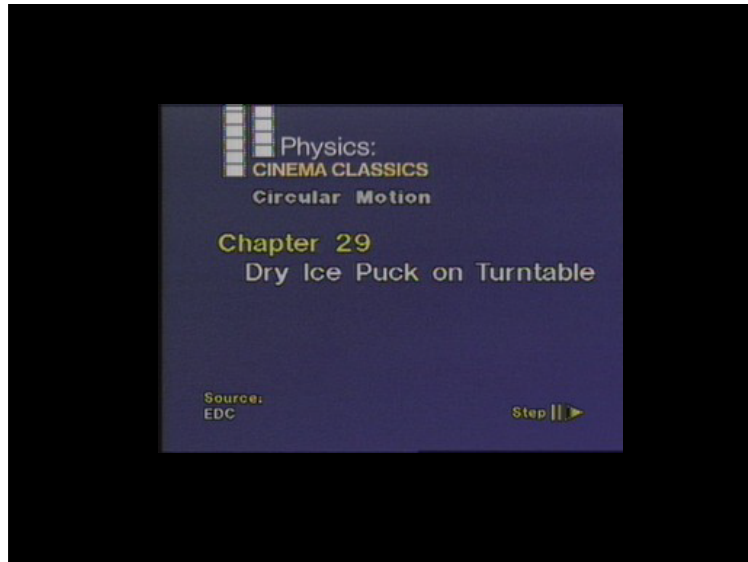 Physics:
CINEMA CLASSICS
Circular Motion
Chapter 29
Dry Ice Puck on Turntable
Source:
EDC
Step